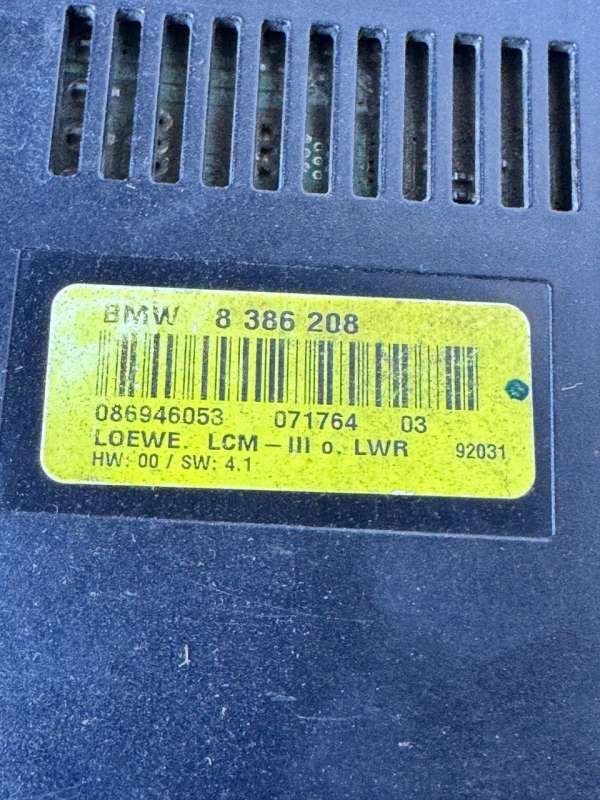 BMW 8 386 208
086946053 071764 03
LOEWE. LCM-III o. LWR 92031
HW: 00 / SW: 4.1